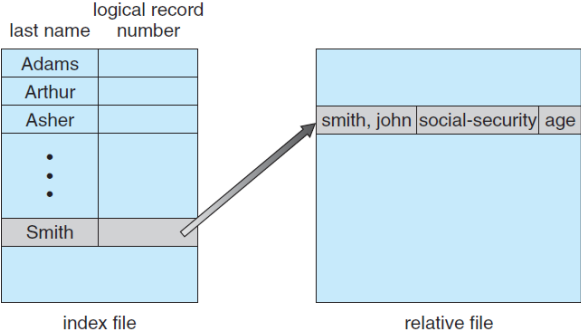 logical record
last name number
Adams
Arthur
Asher
Smith
smith, john social-security age
index file
relative file